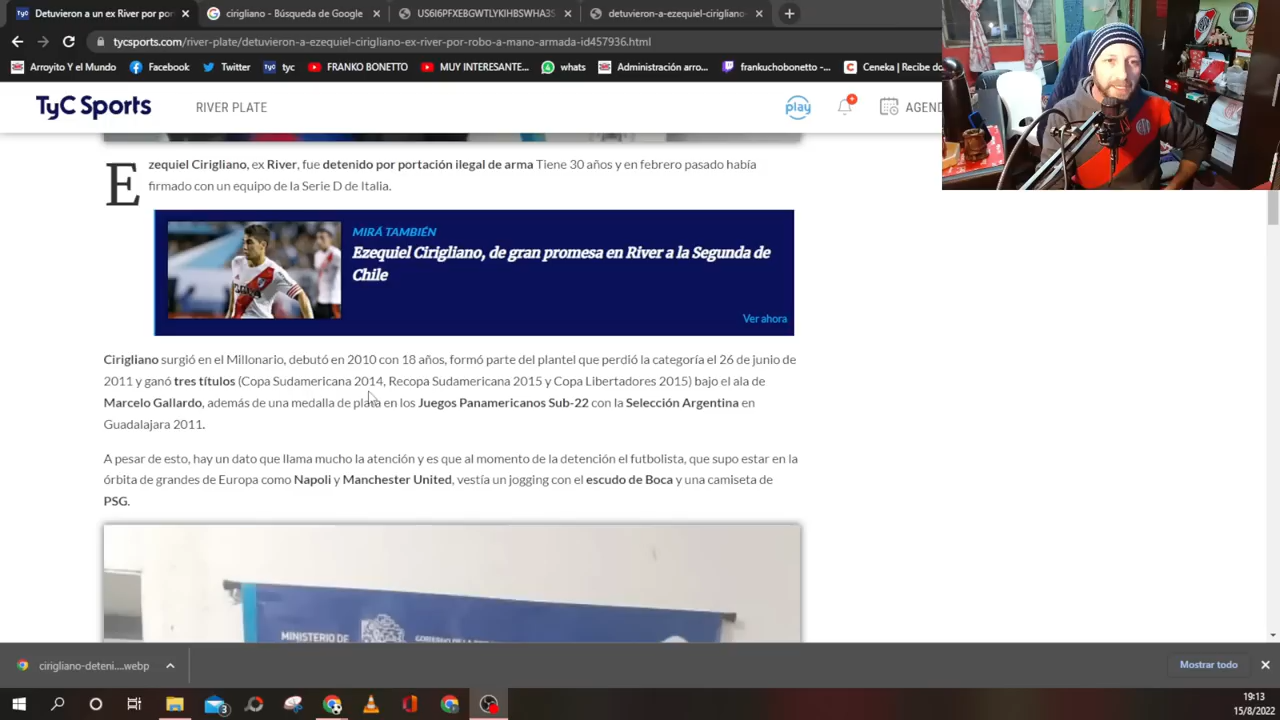 Detuvieron a un ex River por po
cirigliano - Búsqueda de Google
US6I6PFXEBGWTLYKIHBSWHA3S
detuvieron-a-ezequiel-cirigliano-
tycsports.com/river-plate/detuvieron-a-ezequiel-cirigliano-ex-river-por-robo-a-mano-armada-id457936.html
Arroyito Y el Mundo
Facebook
Twitter
tyc
FRANKO BONETTO
MUY INTERESANTE...
whats
Administración arro...
frankuchobonetto –...
Ceneka | Recibe do
TyC Sports
RIVER PLATE
play
AGEND
Ezequiel Cirigliano, ex River, fue detenido por portación ilegal de arma Tiene 30 años y en febrero pasado había
firmado con un equipo de la Serie D de Italia.
MIRÁ TAMBIÉN
Ezequiel Cirigliano, de gran promesa en River a la Segunda de
Chile
Ver ahora
Cirigliano surgió en el Millonario, debutó en 2010 con 18 años, formó parte del plantel que perdió la categoría el 26 de junio de
2011 y ganó tres títulos (Copa Sudamericana 2014, Recopa Sudamericana 2015 y Copa Libertadores 2015) bajo el ala de
Marcelo Gallardo, además de una medalla de plata en los Juegos Panamericanos Sub-22 con la Selección Argentina en
Guadalajara 2011.
A pesar de esto, hay un dato que llama mucho la atención y es que al momento de la detención el futbolista, que supo estar en la
órbita de grandes de Europa como Napoli y Manchester United, vestía un jogging con el escudo de Boca y una camiseta de
PSG.
MINISTERIO DE
cirigliano-deteni....webp
Mostrar todo
3
19:13
15/8/2022